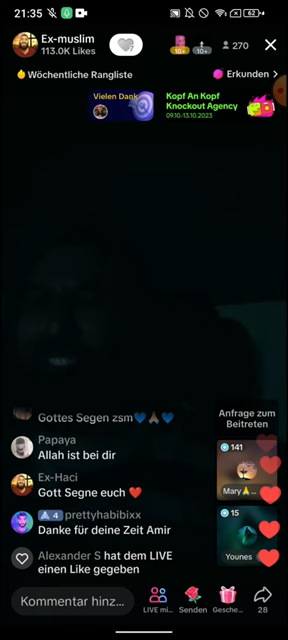 21:35
62
Ex-muslim
113.0K Likes
10+
10+
270
Wöchentliche Rangliste
Erkunden >
Vielen Dank
Kopf An Kopf
Knockout Agency
09.10.-13.10.2023
Gottes Segen zsm💙🙏🏽💙
Anfrage zum
Beitreten
Papaya
Allah ist bei dir
141
Mary🙏...
Ex-Haci
Gott Segne euch ❤️
4 prettyhabibixx
Danke für deine Zeit Amir
15
Younes
Alexander S hat dem LIVE
einen Like gegeben
Kommentar hinz...
LIVE mi...
Senden
Gesche...
28